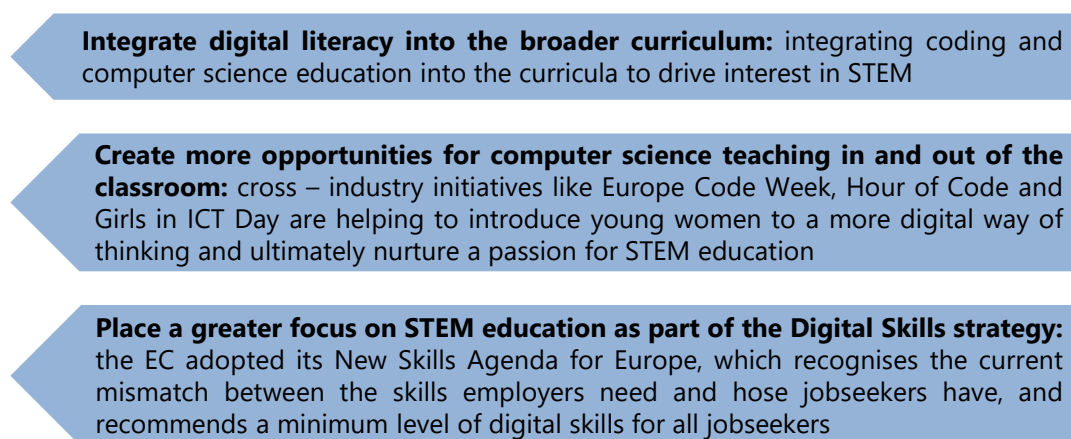 Integrate digital literacy into the broader curriculum: integrating coding and
computer science education into the curricula to drive interest in STEM
Create more opportunities for computer science teaching in and out of the
classroom: cross – industry initiatives like Europe Code Week, Hour of Code and
Girls in ICT Day are helping to introduce young women to a more digital way of
thinking and ultimately nurture a passion for STEM education
Place a greater focus on STEM education as part of the Digital Skills strategy:
the EC adopted its New Skills Agenda for Europe, which recognises the current
mismatch between the skills employers need and hose jobseekers have, and
recommends a minimum level of digital skills for all jobseekers